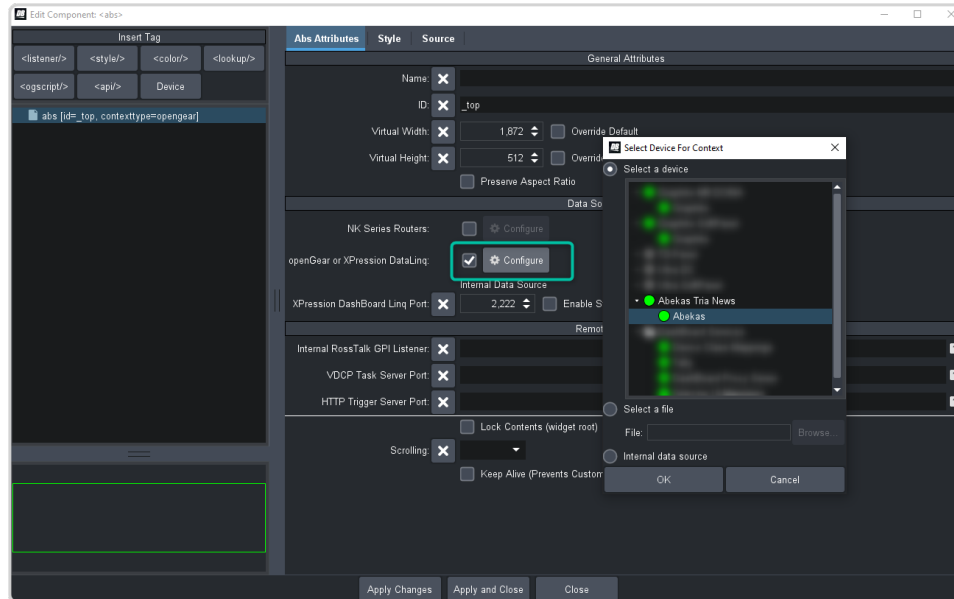 Edit Component: <abs>
Insert Tag
<listener/> <style/> <color/> <lookup/>
<ogscript/> <api/> Device
abs [id=_top, contexttype=opengear]
Abs Attributes Style Source
General Attributes
Name:
ID: _top
Virtual Width: 1,872 Override Default
Virtual Height: 512 Overrid
Preserve Aspect Ratio
Data So
NK Series Routers: Configure
openGear or XPression DataLinq: Configure
Internal Data Source
XPression DashBoard Linq Port: 2,222 Enable S
Remot
Internal RossTalk GPI Listener:
VDCP Task Server Port:
HTTP Trigger Server Port:
Lock Contents (widget root)
Scrolling:
Keep Alive (Prevents Custom
Select Device For Context
Select a device
Abekas Tria News
Abekas
Select a file
File: Browse...
Internal data source
OK Cancel
Apply Changes Apply and Close Close